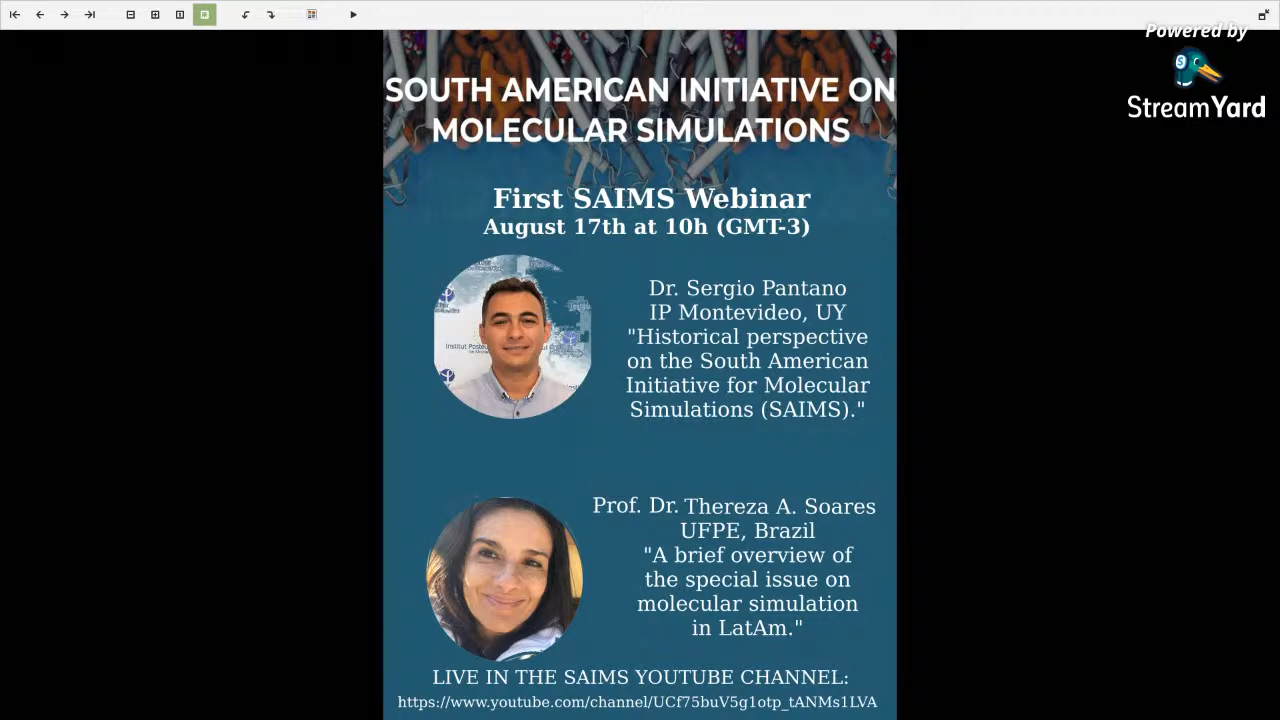 Powered by
StreamYard
SOUTH AMERICAN INITIATIVE ON
MOLECULAR SIMULATIONS
First SAIMS Webinar
August 17th at 10h (GMT-3)
Dr. Sergio Pantano
IP Montevideo, UY
"Historical perspective
on the South American
Initiative for Molecular
Simulations (SAIMS)."
Prof. Dr. Thereza A. Soares
UFPE, Brazil
"A brief overview of
the special issue on
molecular simulation
in LatAm."
LIVE IN THE SAIMS YOUTUBE CHANNEL:
https://www.youtube.com/channel/UCf75buV5g1otp_tANMs1LVA